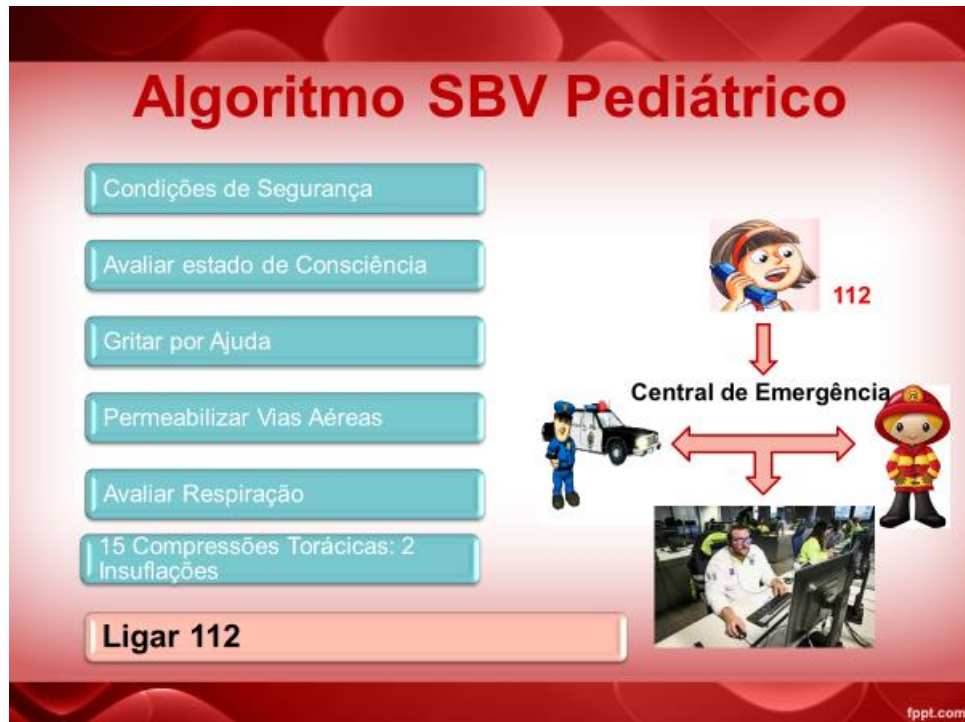 Algoritmo SBV Pediátrico
Condições de Segurança
Avaliar estado de Consciência
Gritar por Ajuda
Permeabilizar Vias Aéreas
Avaliar Respiração
15 Compressões Torácicas: 2
Insuflações
Ligar 112
112
Central de Emergência
fppt.com